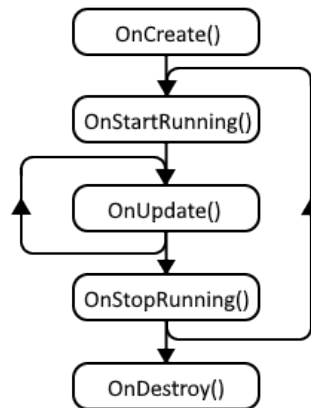 OnCreate()
OnStartRunning()
OnUpdate()
OnStopRunning()
OnDestroy()